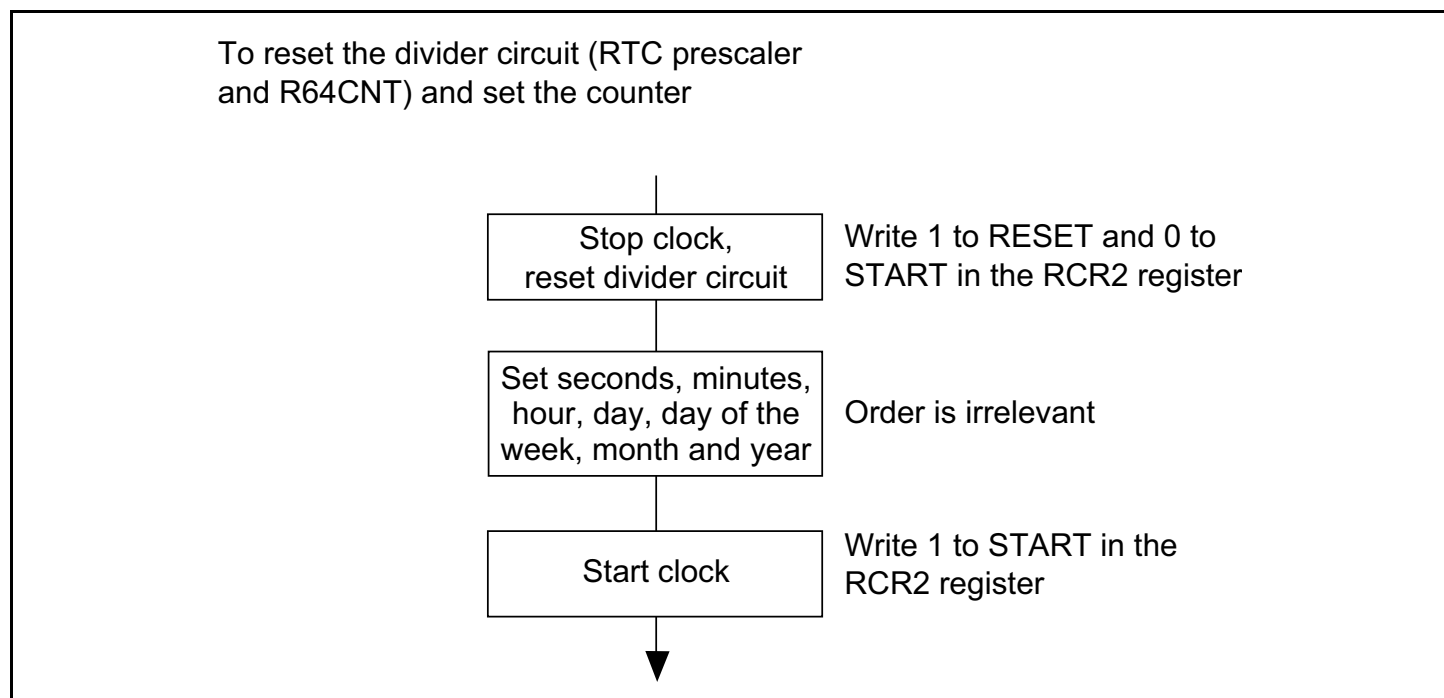 To reset the divider circuit (RTC prescaler
and R64CNT) and set the counter
Stop clock,
reset divider circuit
Write 1 to RESET and 0 to
START in the RCR2 register
Set seconds, minutes,
hour, day, day of the
week, month and year
Order is irrelevant
Start clock
Write 1 to START in the
RCR2 register